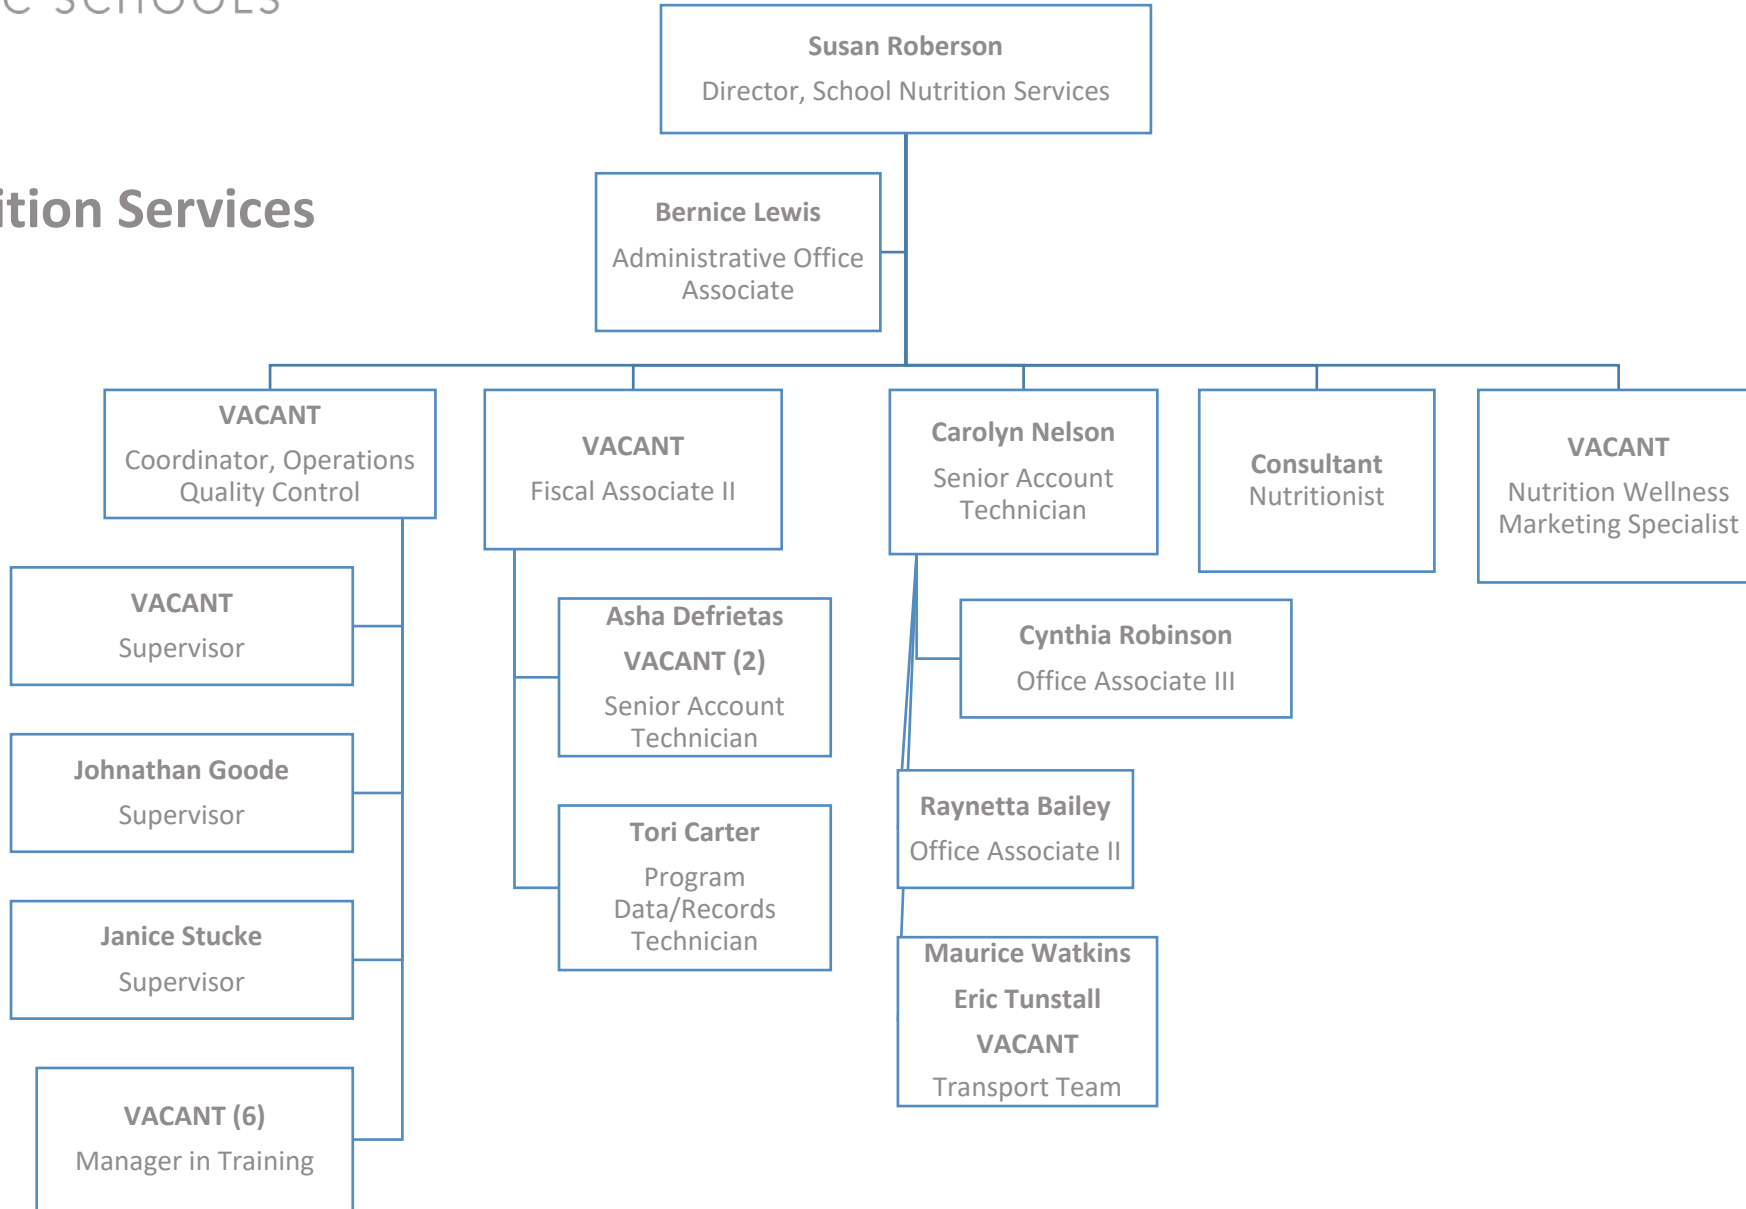 C SCHOOLS
ition Services
Susan Roberson
Director, School Nutrition Services
Bernice Lewis
Administrative Office
Associate
VACANT
Coordinator, Operations
Quality Control
VACANT
Fiscal Associate II
Carolyn Nelson
Senior Account
Technician
Consultant
Nutritionist
VACANT
Nutrition Wellness
Marketing Specialist
VACANT
Supervisor
Johnathan Goode
Supervisor
Janice Stucke
Supervisor
VACANT (6)
Manager in Training
Asha Defrietas
VACANT (2)
Senior Account
Technician
Tori Carter
Program
Data/Records
Technician
Cynthia Robinson
Office Associate III
Raynetta Bailey
Office Associate II
Maurice Watkins
Eric Tunstall
VACANT
Transport Team